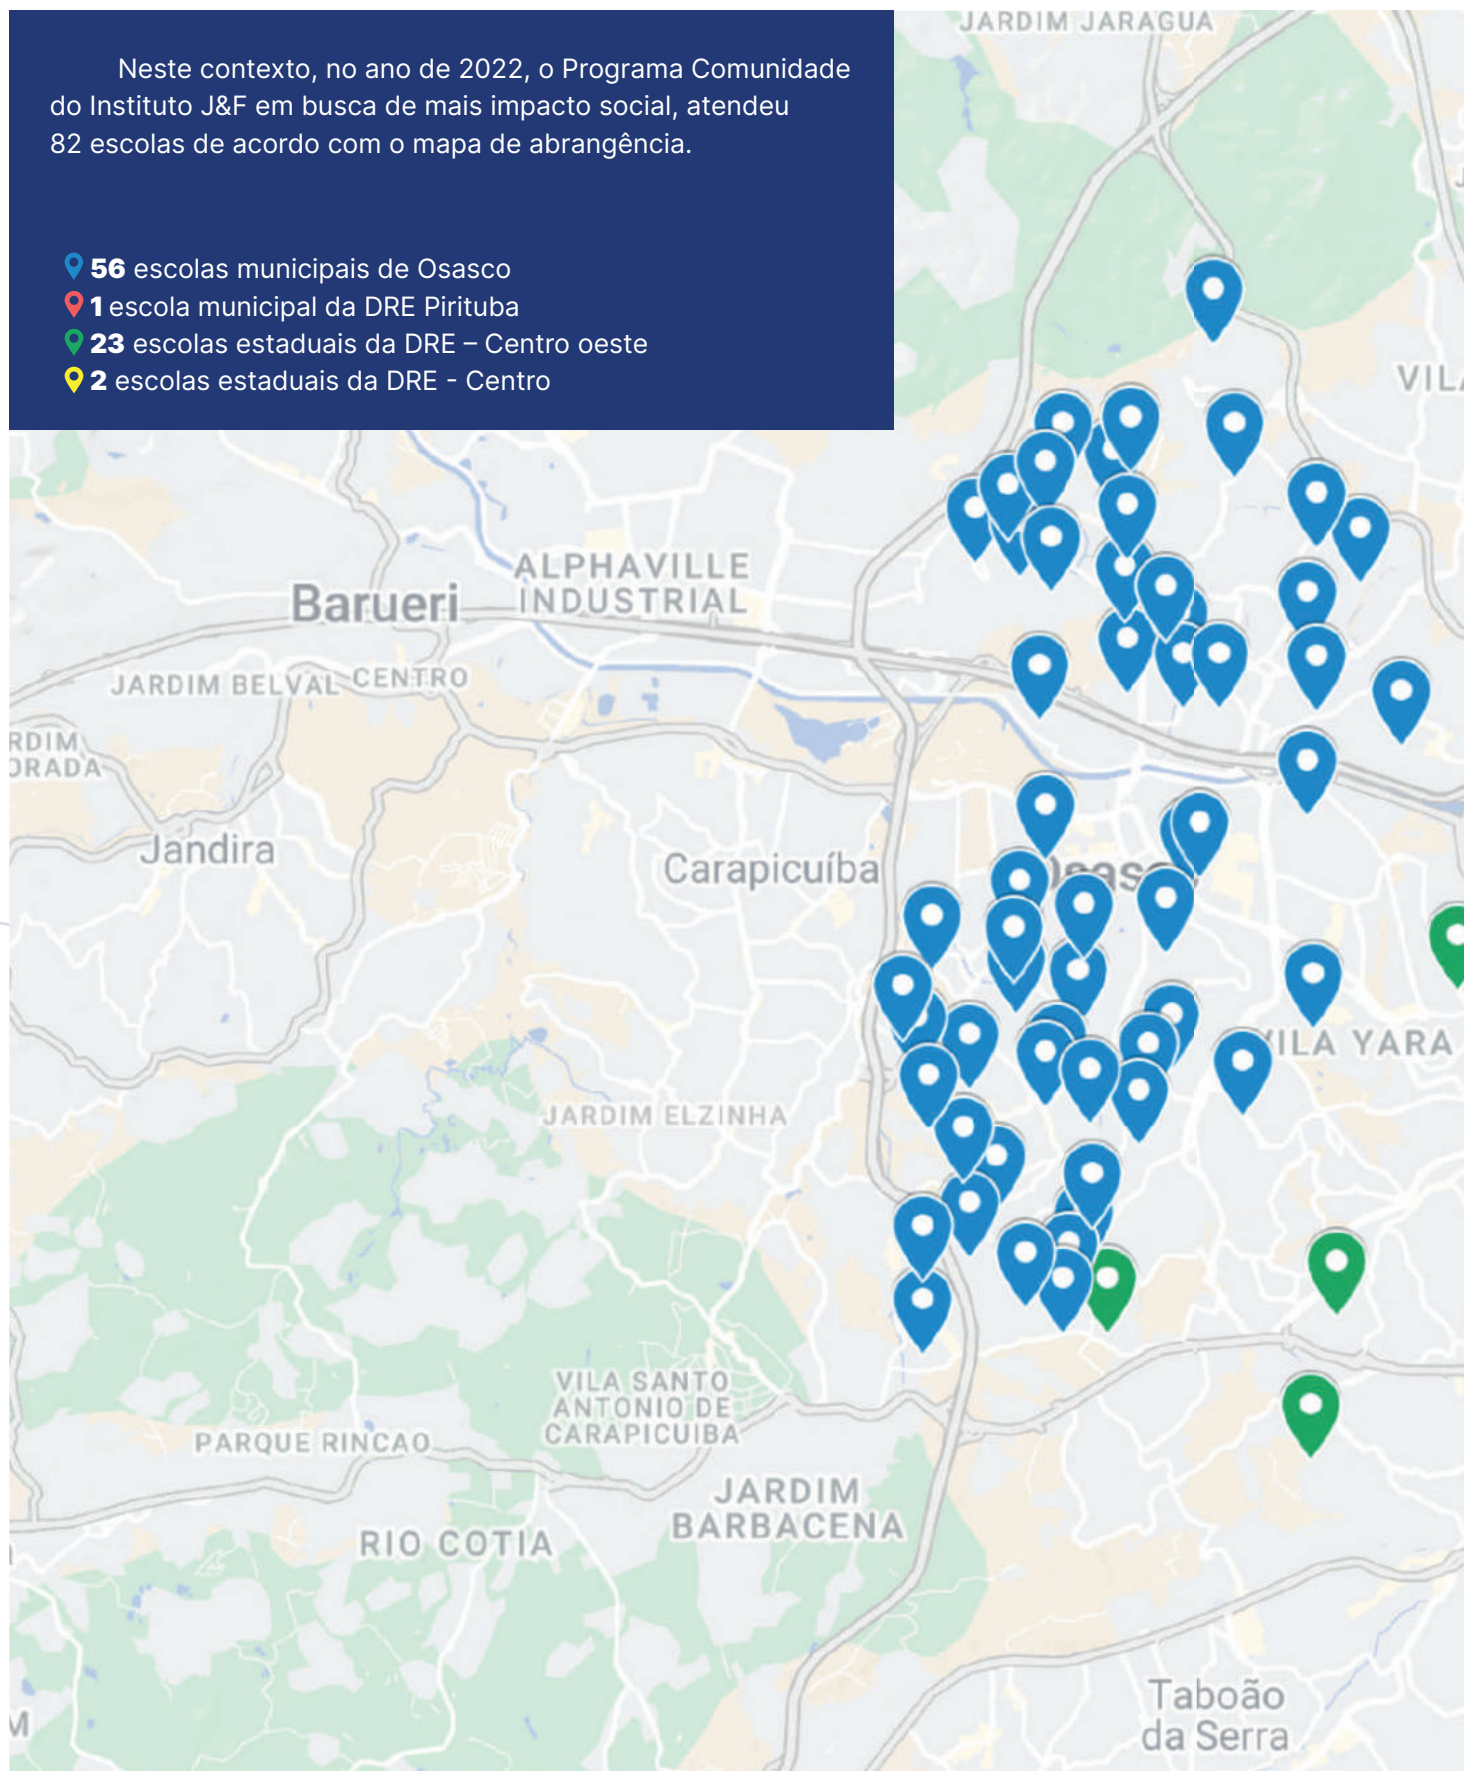 Neste contexto, no ano de 2022, o Programa Comunidade
do Instituto J&F em busca de mais impacto social, atendeu
82 escolas de acordo com o mapa de abrangência.
56 escolas municipais de Osasco
1 escola municipal da DRE Pirituba
23 escolas estaduais da DRE – Centro oeste
2 escolas estaduais da DRE - Centro
JARDIM JARAGUA
VILA
ALPHAVILLE
INDUSTRIAL
Barueri
JARDIM BELVAL
CENTRO
RDIM
ORADA
Jandira
Carapicuíba
Osas
VILA YARA
JARDIM ELZINHA
VILA SANTO
ANTONIO DE
CARAPICUIBA
PARQUE RINCAO
JARDIM
BARBACENA
RIO COTIA
Taboão
da Serra
M